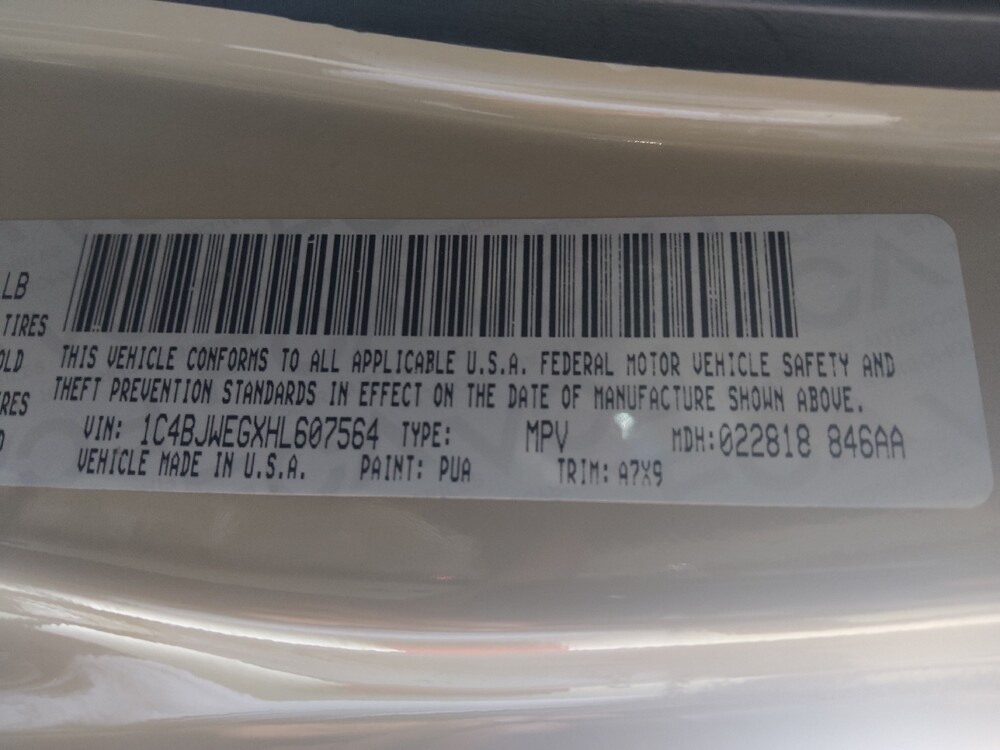 LB
TIRES
OLD
THIS VEHICLE CONFORMS TO ALL APPLICABLE U.S.A. FEDERAL MOTOR VEHICLE SAFETY AND
RES
THEFT PREVENTION STANDARDS IN EFFECT ON THE DATE OF MANUFACTURE SHOWN ABOVE.
VIN: 1C4BJWEGXHL607564 TYPE: MPV MDH:022818 846AA
VEHICLE MADE IN U.S.A. PAINT: PUA TRIM: A7X9